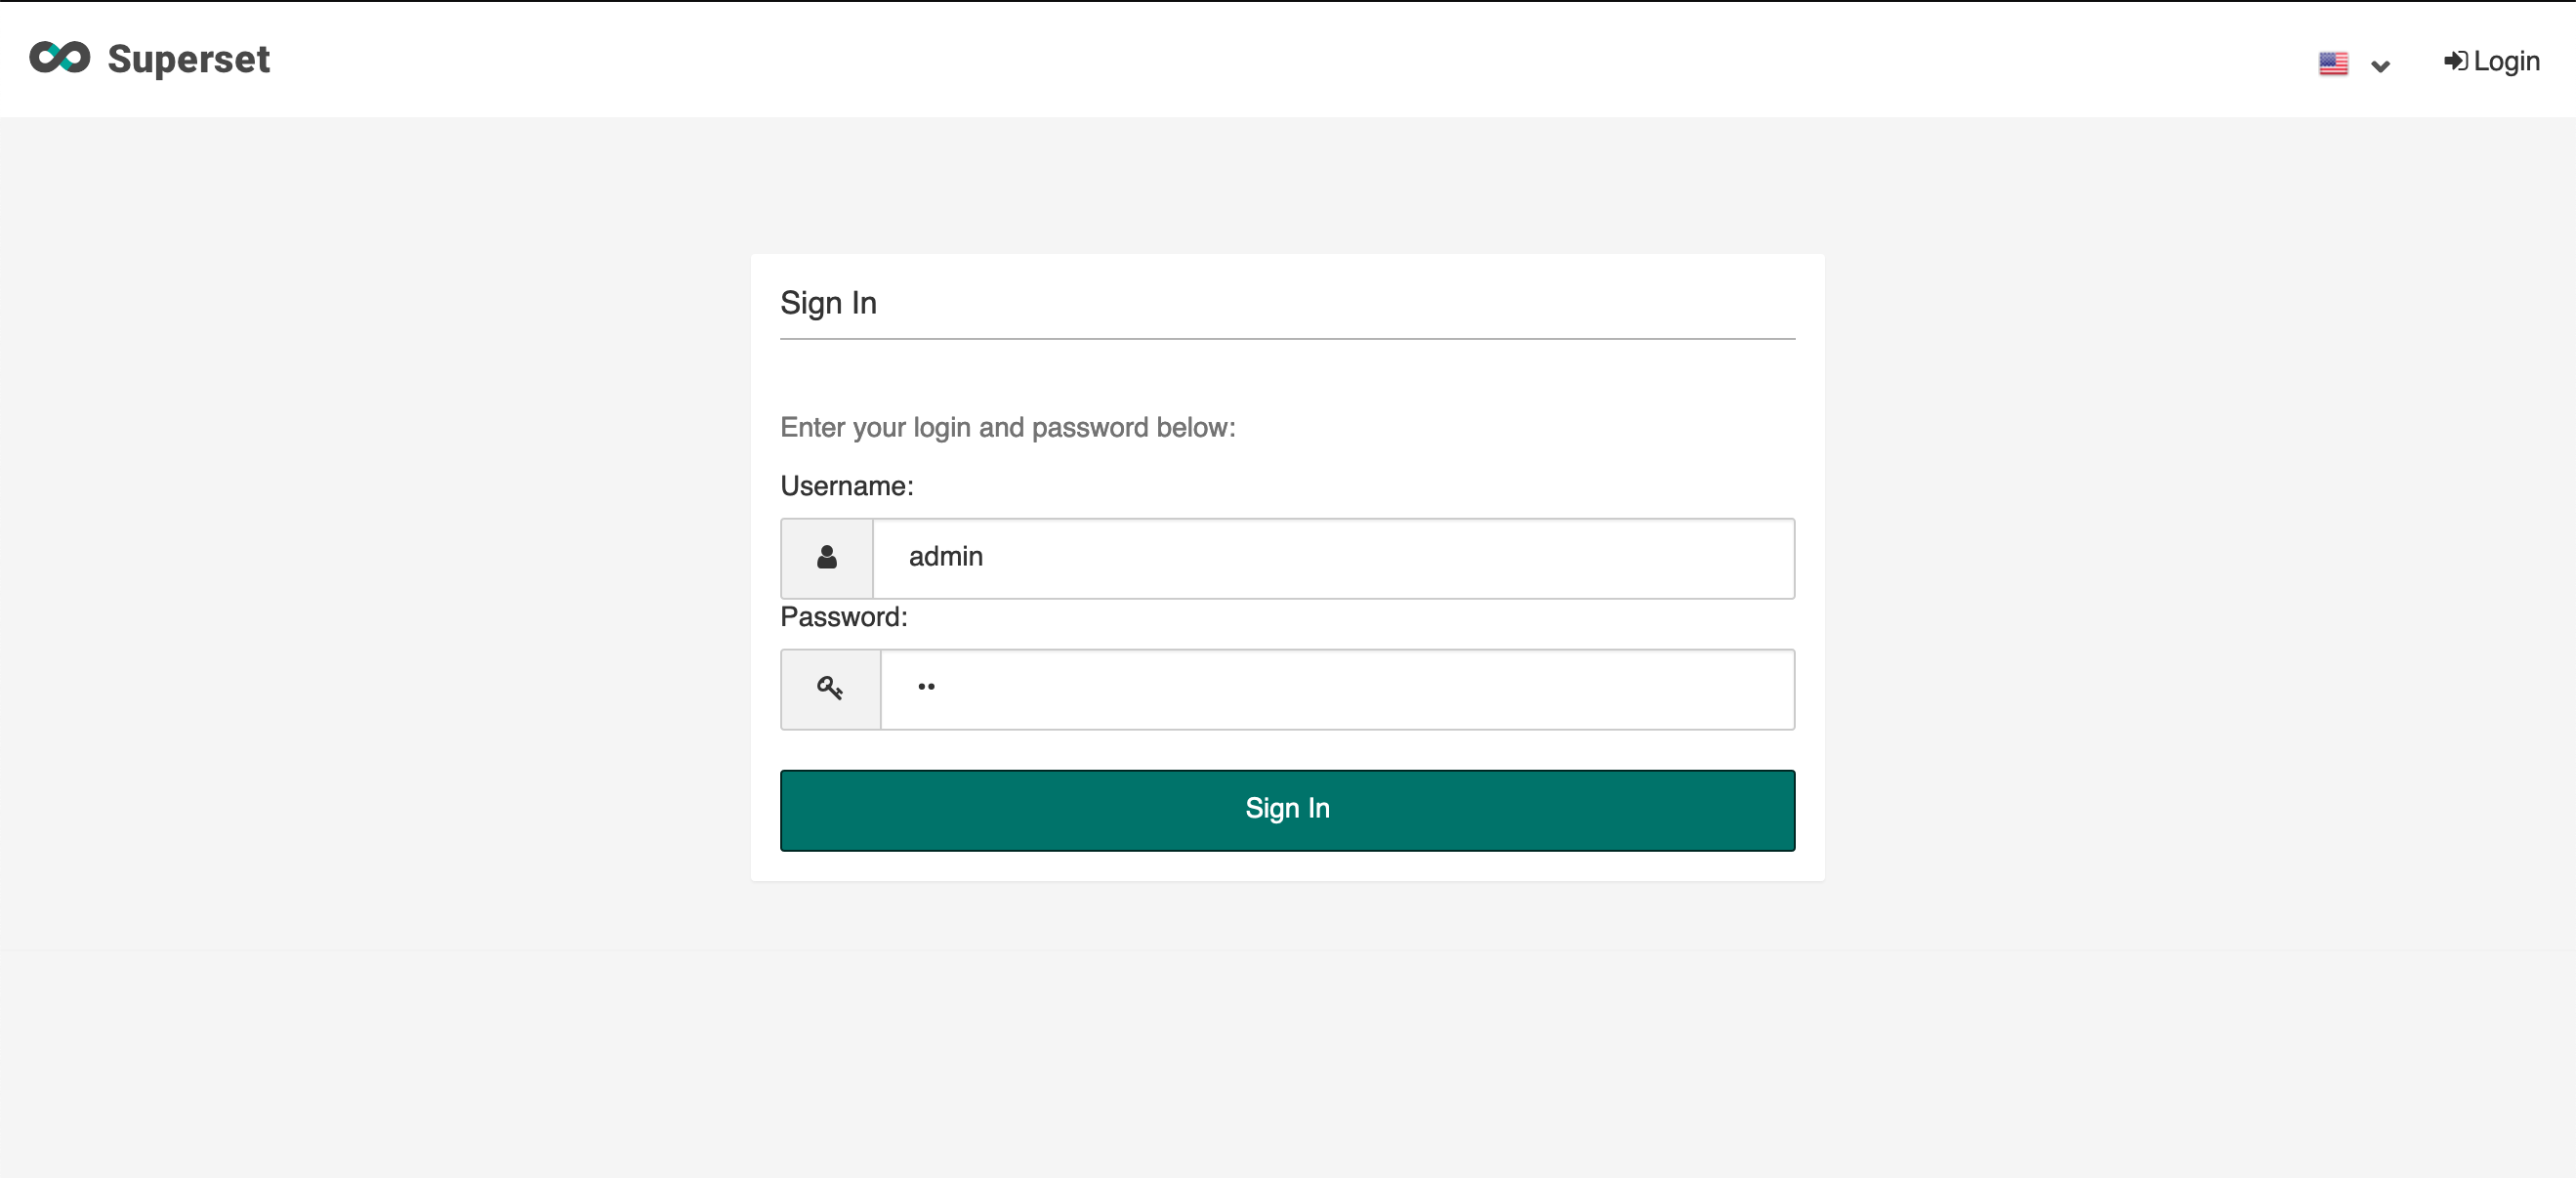 Superset
Login
Sign In
Enter your login and password below:
Username:
admin
Password:
••
Sign In